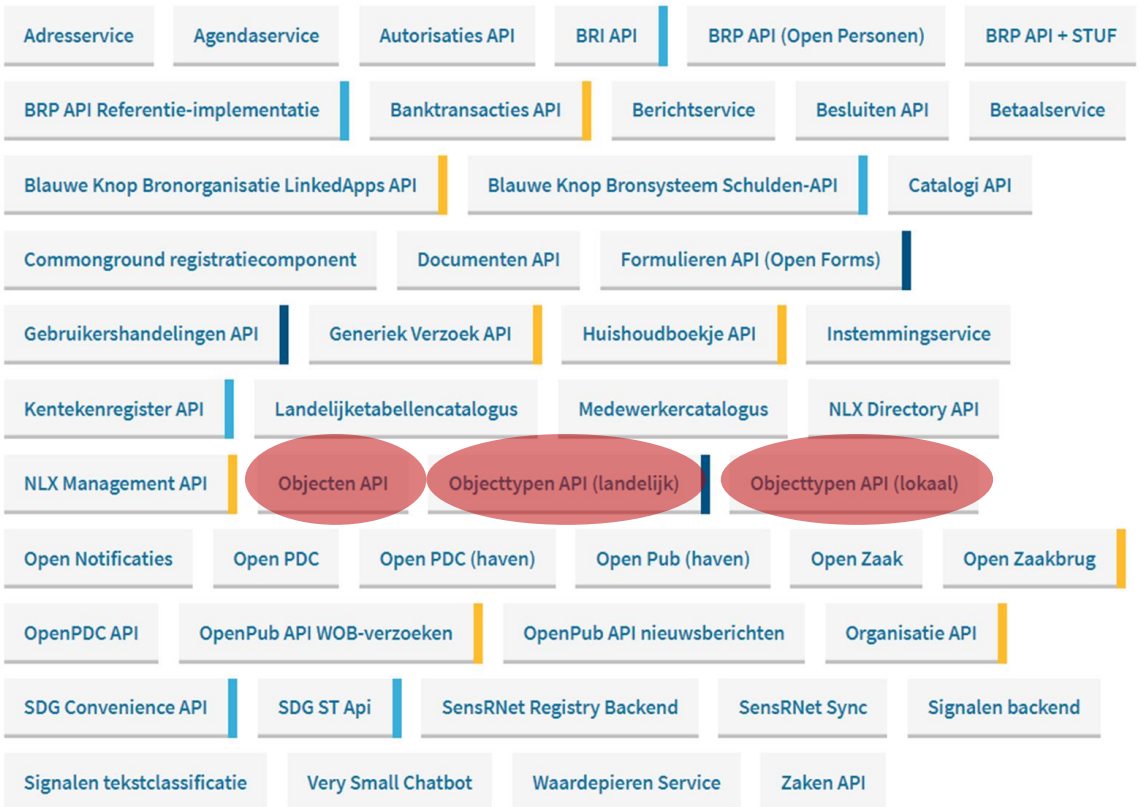 Adresservice Agendaservice Autorisaties API BRI API BRP API (Open Personen) BRP API + STUF
BRP API Referentie-implementatie Banktransacties API Berichtservice Besluiten API Betaalservice
Blauwe Knop Bronorganisatie LinkedApps API Blauwe Knop Bronsysteem Schulden-API Catalogi API
Commonground registratiecomponent Documenten API Formulieren API (Open Forms)
Gebruikershandelingen API Generiek Verzoek API Huishoudboekje API Instemmingservice
Kentekenregister API Landelijketabellencatalogus Medewerkercatalogus NLX Directory API
NLX Management API Objecten API Objecttypen API (landelijk) Objecttypen API (lokaal)
Open Notificaties Open PDC Open PDC (haven) Open Pub (haven) Open Zaak Open Zaakbrug
OpenPDC API OpenPub API WOB-verzoeken OpenPub API nieuwsberichten Organisatie API
SDG Convenience API SDG ST Api SensRNet Registry Backend SensRNet Sync Signalen backend
Signalen tekstclassificatie Very Small Chatbot Waardepieren Service Zaken API